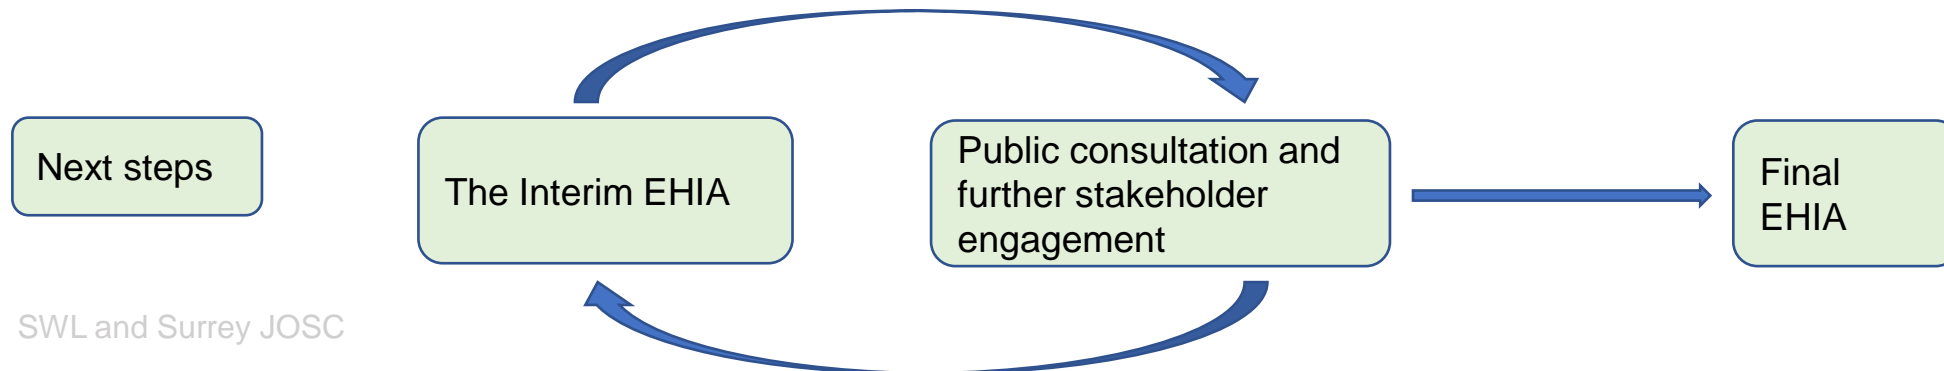 Next steps
The Interim EHIA
Public consultation and
further stakeholder
engagement
Final
EHIA
SWL and Surrey JOSC